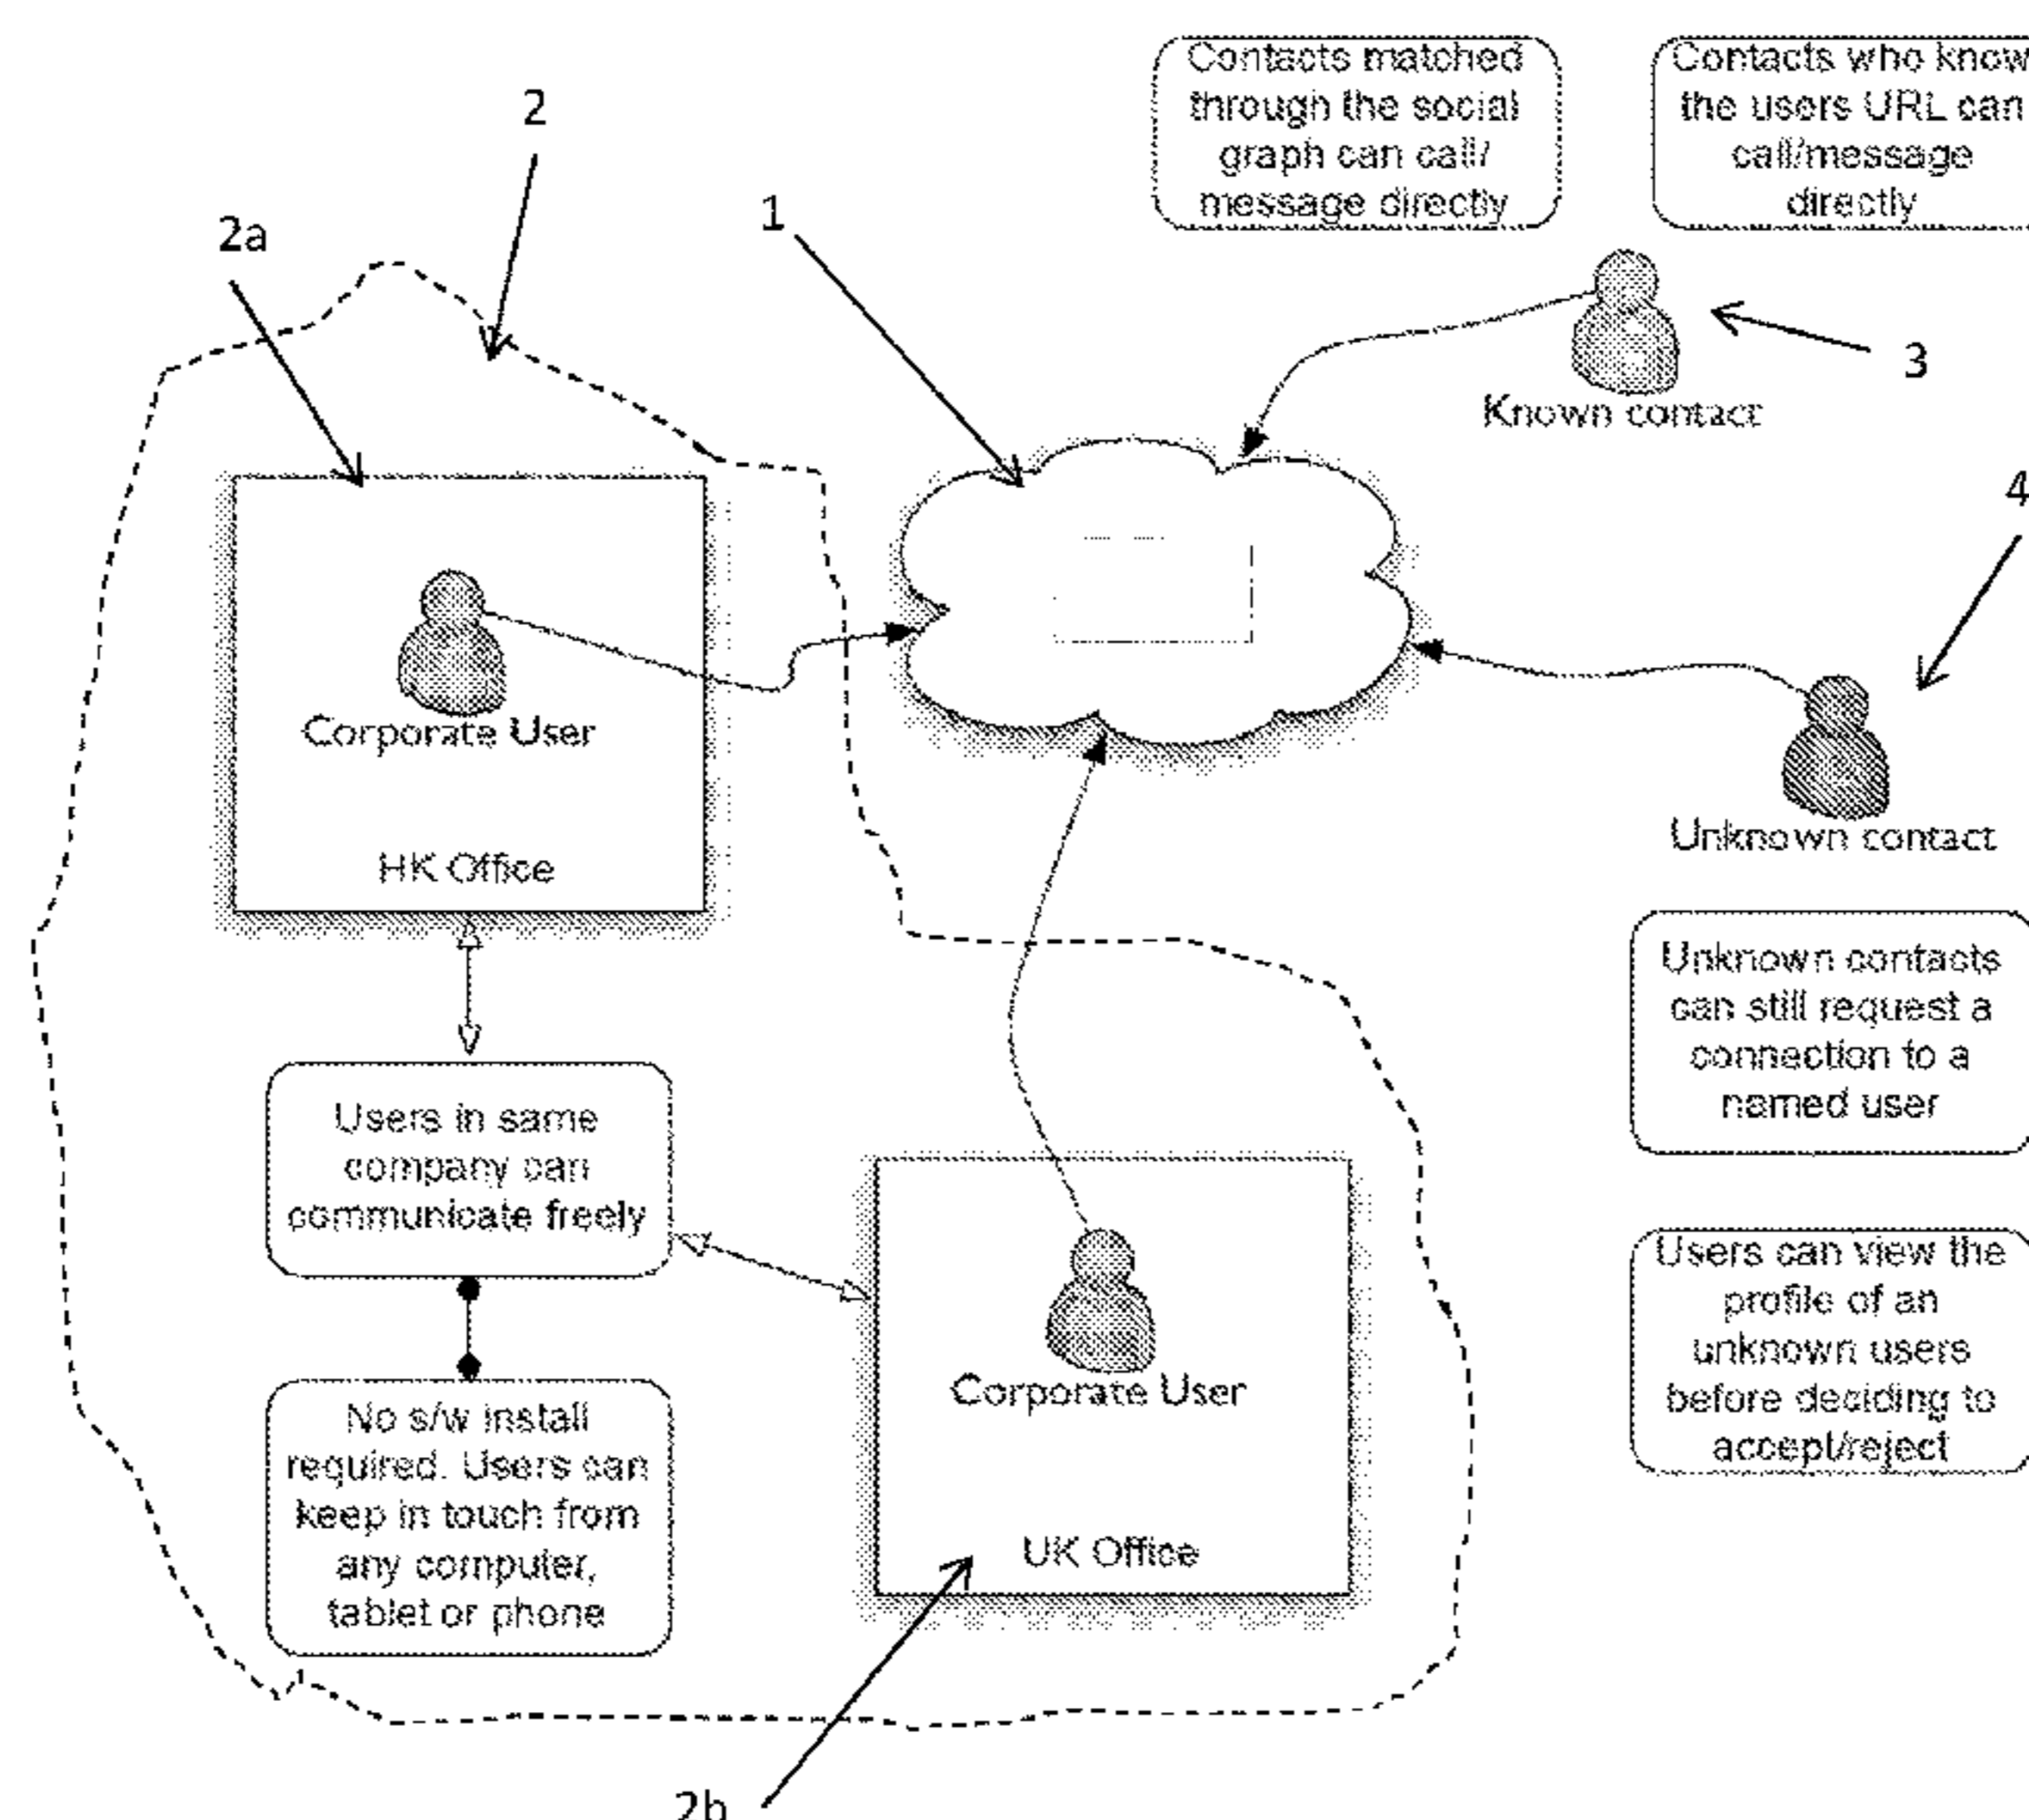 Contacts matched
through the social
graph can call/
message directly
Contacts who know
the users URL can
call/message
directly
2
2a
1
3
Known contact
4
Corporate User
HK Office
Unknown contact
Unknown contacts
can still request a
connection to a
named user
Users in same
company can
communicate freely
Users can view the
profile of an
unknown users
before deciding to
accept/reject
No s/w install
required. Users can
keep in touch from
any computer,
tablet or phone
Corporate User
UK Office
2b